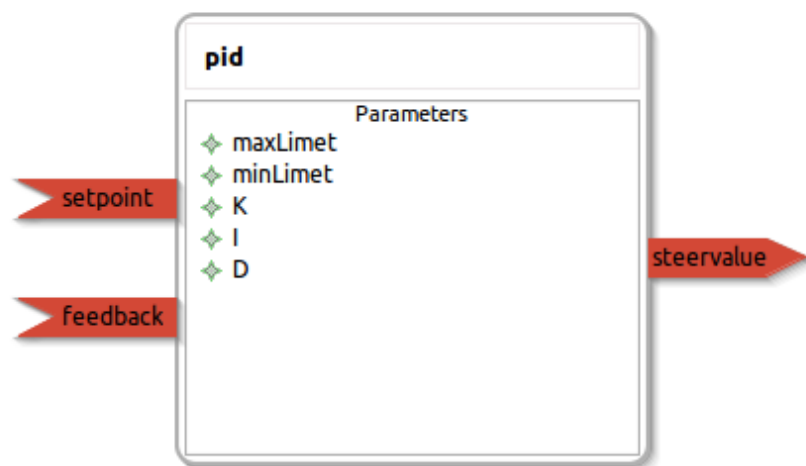 pid
Parameters
maxLimet
minLimet
K
I
D
setpoint
feedback
steervalue